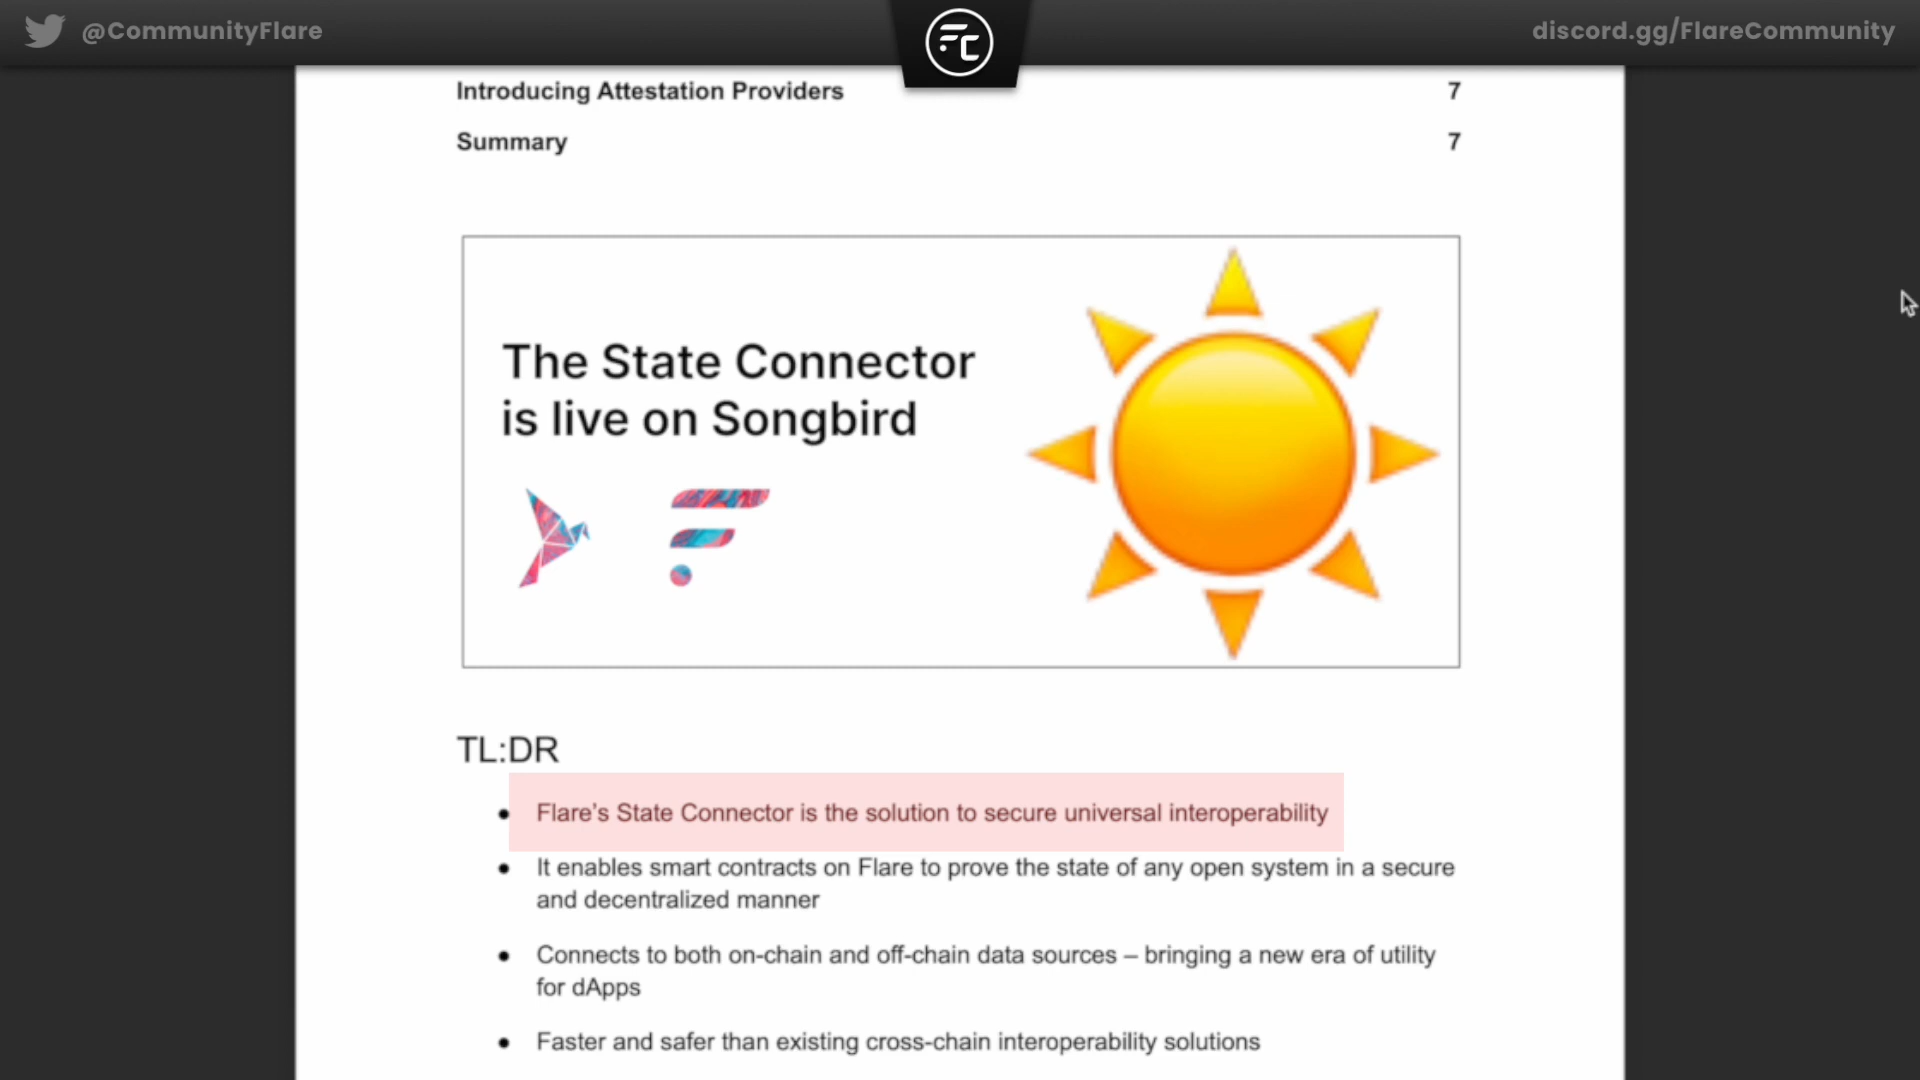 @CommunityFlare
FC
discord.gg/FlareCommunity
Introducing Attestation Providers 7
Summary 7
The State Connector
is live on Songbird
TL:DR
• Flare's State Connector is the solution to secure universal interoperability
• It enables smart contracts on Flare to prove the state of any open system in a secure
and decentralized manner
• Connects to both on-chain and off-chain data sources – bringing a new era of utility
for dApps
• Faster and safer than existing cross-chain interoperability solutions